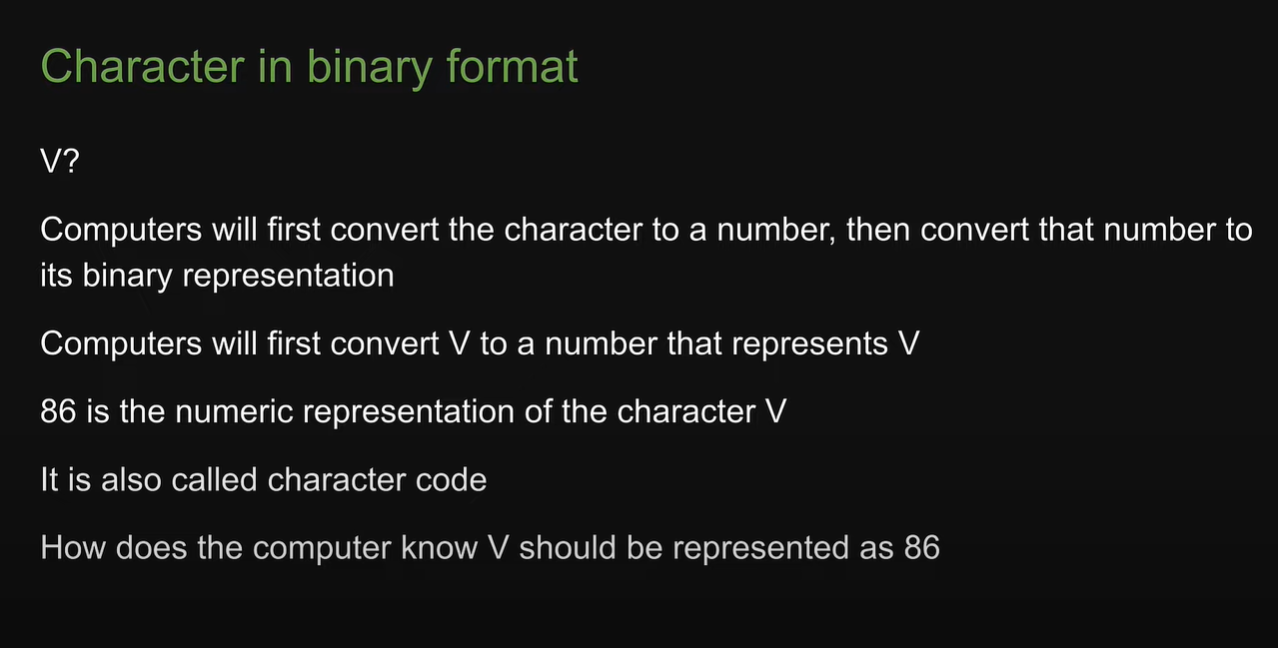 Character in binary format
V?
Computers will first convert the character to a number, then convert that number to
its binary representation
Computers will first convert V to a number that represents V
86 is the numeric representation of the character V
It is also called character code
How does the computer know V should be represented as 86